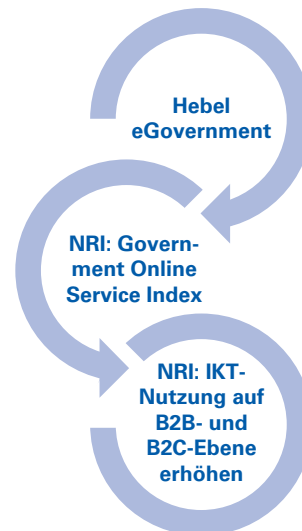 Hebel
eGovernment
NRI: Govern-
ment Online
Service Index
NRI: IKT-
Nutzung auf
B2B- und
B2C-Ebene
erhöhen